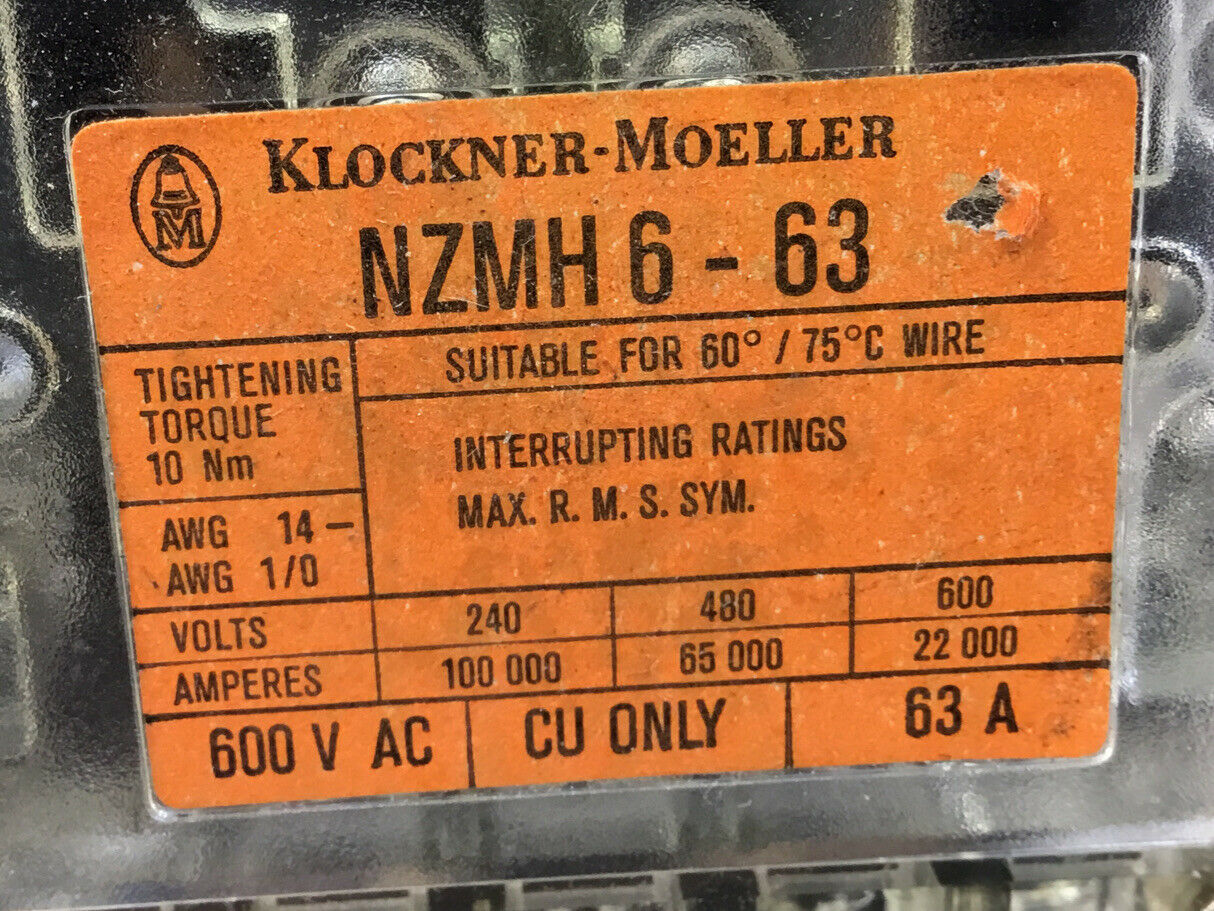 M
KLOCKNER-MOELLER
NZMH 6 - 63
TIGHTENING
TORQUE
10 Nm
SUITABLE FOR 60° / 75°C WIRE
INTERRUPTING RATINGS
MAX. R. M. S. SYM.
AWG 14 –
AWG 1/0
VOLTS 240 480 600
AMPERES 100 000 65 000 22 000
600 V AC CU ONLY 63 A